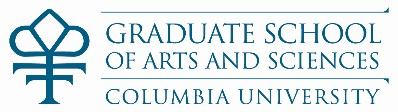 GRADUATE SCHOOL
OF ARTS AND SCIENCES
COLUMBIA UNIVERSITY